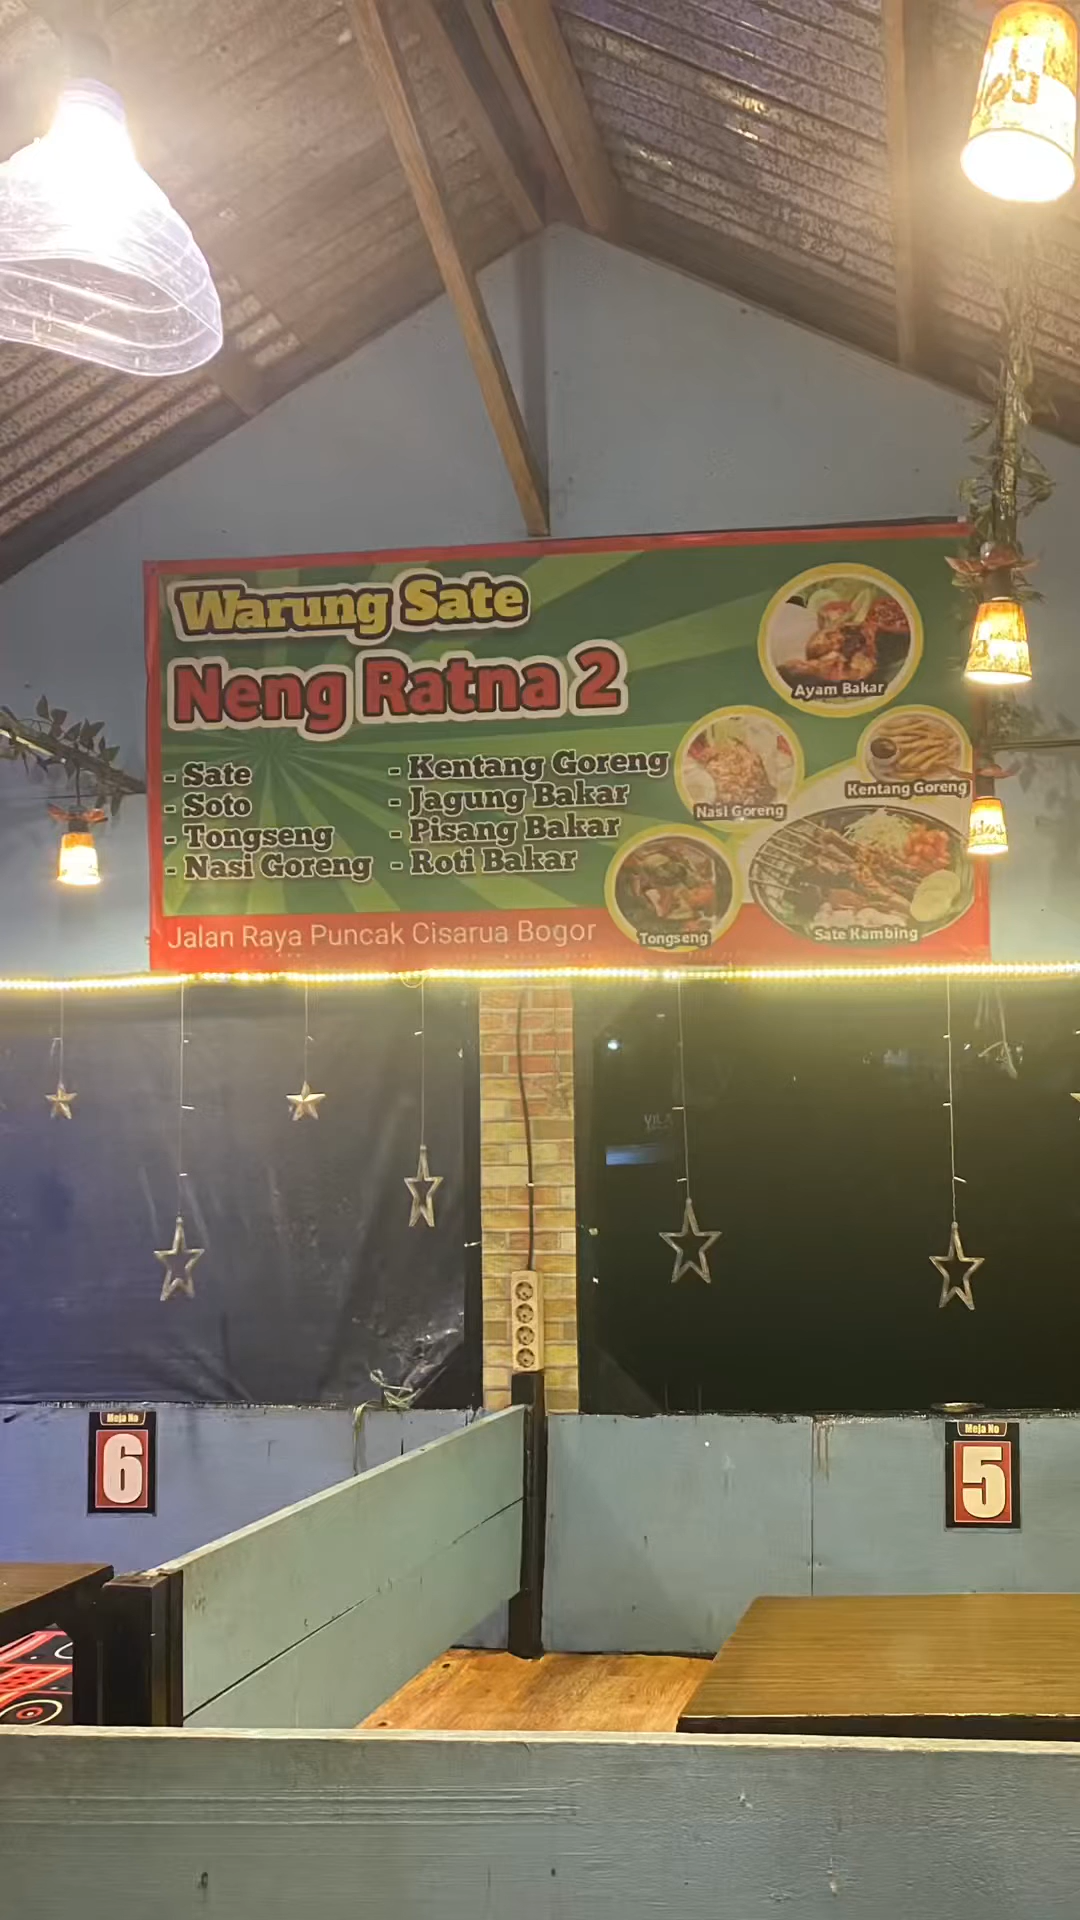 Warung Sate
Neng Ratna 2
- Sate
- Soto
- Tongseng
- Nasi Goreng
- Kentang Goreng
- Jagung Bakar
- Pisang Bakar
- Roti Bakar
Jalan Raya Puncak Cisarua Bogor
Ayam Bakar
Nasi Goreng
Kentang Goreng
Tongseng
Sate Kambing
Meja No
6
Meja No
5